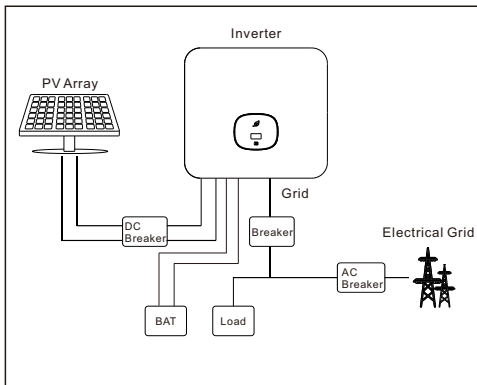 Inverter
PV Array
Grid
DC
Breaker
Breaker
Electrical Grid
AC
Breaker
BAT
Load